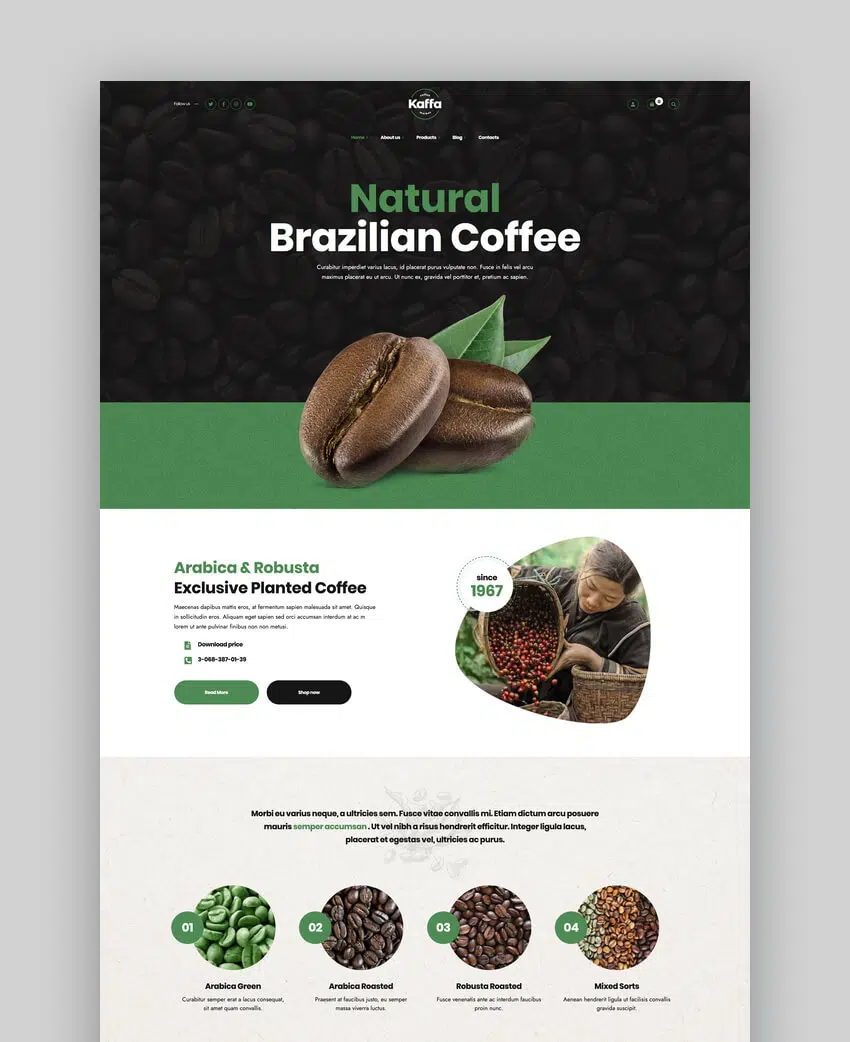 Follow us
Kaffa
0
Home
About us
Products
Blog
Contacts
Natural
Brazilian Coffee
Curabitur imperdiet varius lacus, id placerat purus vulputate non. Fusce in felis vel arcu
maximus placerat eu ut arcu. Ut nunc ex, gravida vel porttitor et, pretium ac sapien.
Arabica & Robusta
Exclusive Planted Coffee
Maecenas dapibus mattis eros, at fermentum sapien malesuada sit amet. Quisque
in sollicitudin eros. Aliquam eget sapien sed orci accumsan interdum at ac m
lorem ut ante pulvinar finibus non non metusi.
Download price
3-068-387-01-39
Read More
Shop now
since
1967
Morbi eu varius neque, a ultricies sem. Fusce vitae convallis mi. Etiam dictum arcu posuere
mauris semper accumsan . Ut vel nibh a risus hendrerit efficitur. Integer ligula lacus,
placerat et egestas vel, ultricies ac purus.
01
02
03
04
Arabica Green
Curabitur semper erat a lacus consequat,
sit amet quam convallis.
Arabica Roasted
Praesent at faucibus justo, eu semper
massa viverra luctus.
Robusta Roasted
Fusce venenatis ante ac interdum faucibus
proin nunc.
Mixed Sorts
Aenean hendrerit ligula ut facilisis convallis
gravida suscipit.